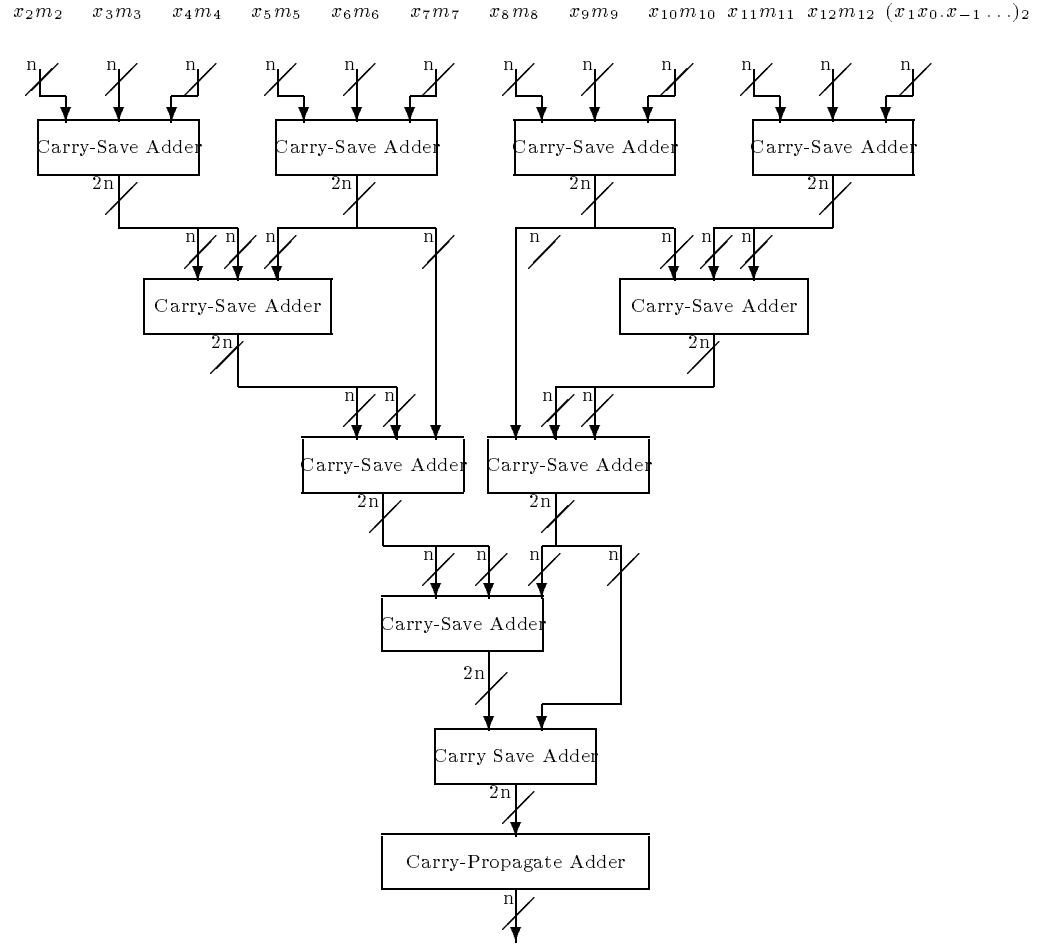 x₂m₂ x₃m₃ x₄m₄ x₅m₅ x₆m₆ x₇m₇ x₈m₈ x₉m₉ x₁₀m₁₀ x₁₁m₁₁ x₁₂m₁₂ (x₁x₀.x₋₁ ...)₂
n n n n n n n n n n n n
Carry-Save Adder Carry-Save Adder Carry-Save Adder Carry-Save Adder
2n 2n 2n 2n
n n n n n n n n
Carry-Save Adder Carry-Save Adder
2n 2n
n n n n
Carry-Save Adder Carry-Save Adder
2n 2n
n n n n
Carry-Save Adder
2n
Carry Save Adder
2n
Carry-Propagate Adder
n